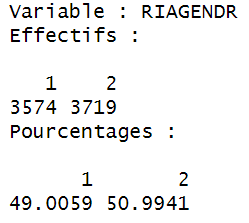 Variable : RIAGENDR
Effectifs :
1 2
3574 3719
Pourcentages :
1 2
49.0059 50.9941